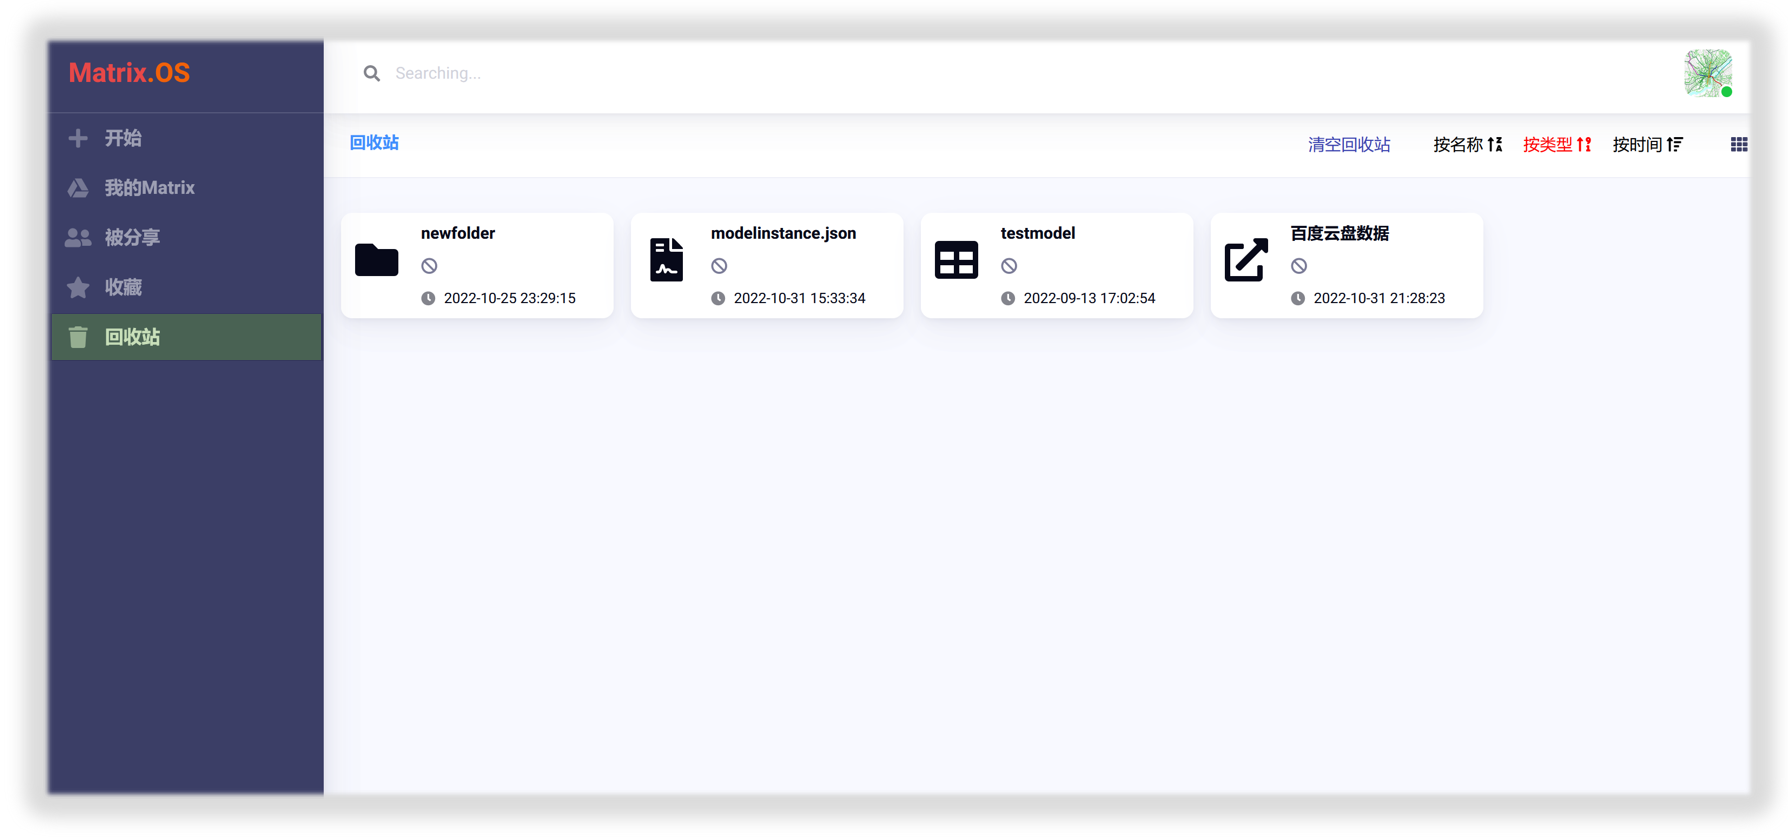 Matrix.OS
Searching...
开始
我的Matrix
被分享
收藏
回收站
回收站
清空回收站 按名称 按类型 按时间
newfolder
2022-10-25 23:29:15
modelinstance.json
2022-10-31 15:33:34
testmodel
2022-09-13 17:02:54
百度云盘数据
2022-10-31 21:28:23